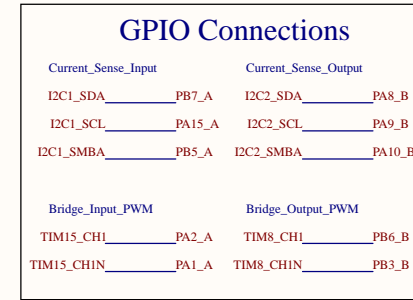 GPIO Connections
Current_Sense_Input Current_Sense_Output
I2C1_SDA PB7_A I2C2_SDA PA8_B
I2C1_SCL PA15_A I2C2_SCL PA9_B
I2C1_SMBA PB5_A I2C2_SMBA PA10_B
Bridge_Input_PWM Bridge_Output_PWM
TIM15_CH1 PA2_A TIM8_CH1 PB6_B
TIM15_CH1N PA1_A TIM8_CH1N PB3_B